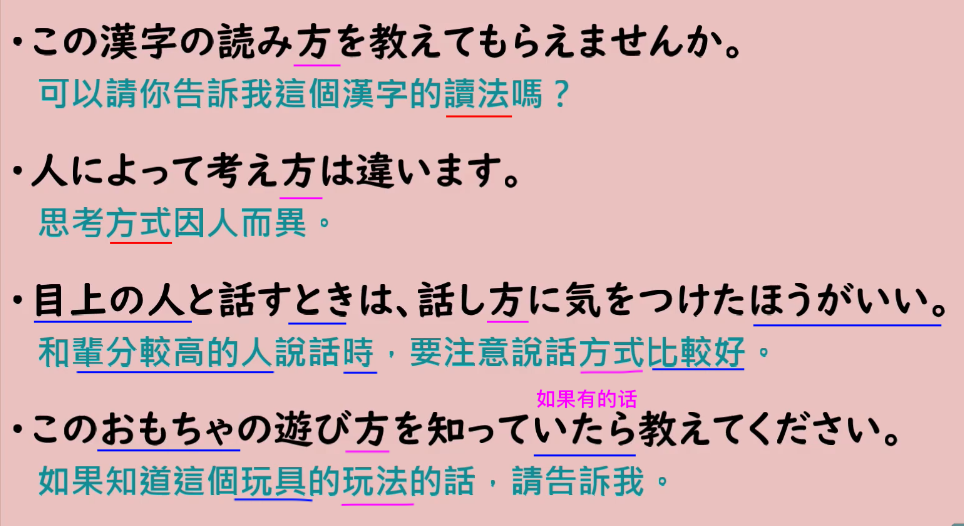 ・この漢字の読み方を教えてもらえませんか。
可以請你告訴我這個漢字的讀法嗎？
・人によって考え方は違います。
思考方式因人而異。
・目上の人と話すときは、話し方に気をつけたほうがいい。
和輩分較高的人說話時，要注意說話方式比較好。
如果有的话
・このおもちゃの遊び方を知っていたら教えてください。
如果知道這個玩具的玩法的話，請告訴我。